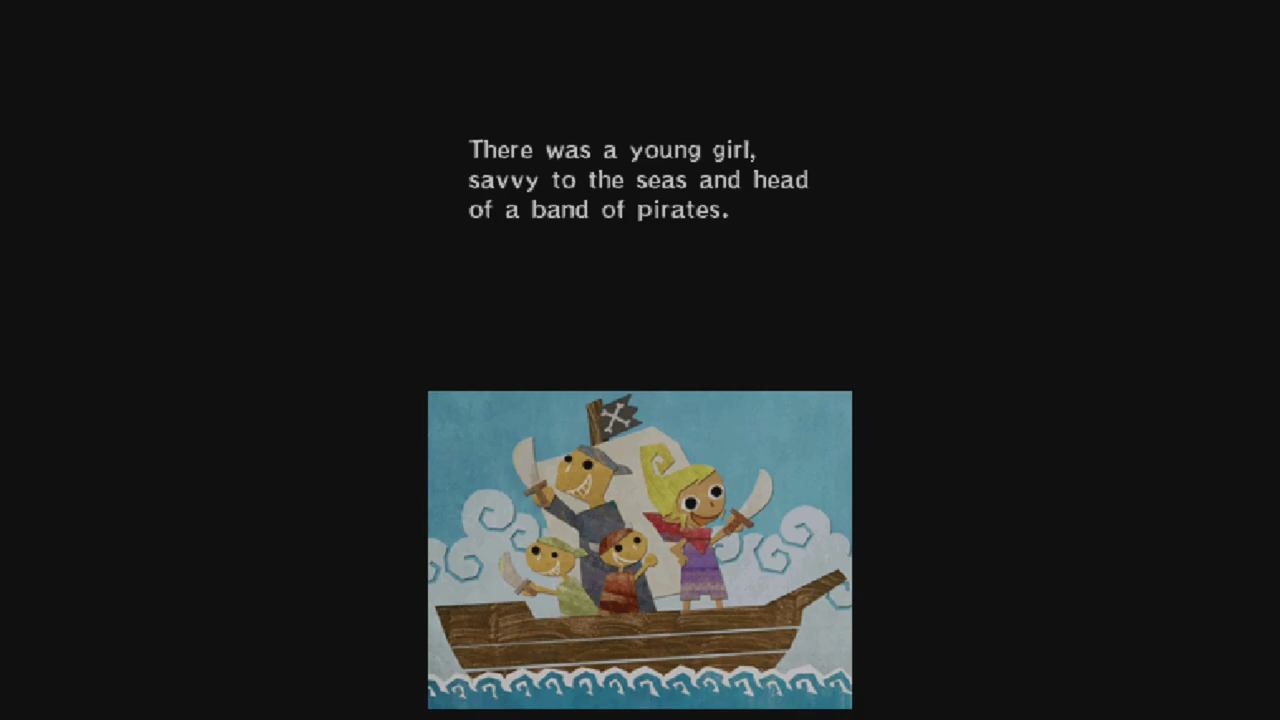 There was a young girl,
savvy to the seas and head
of a band of pirates.